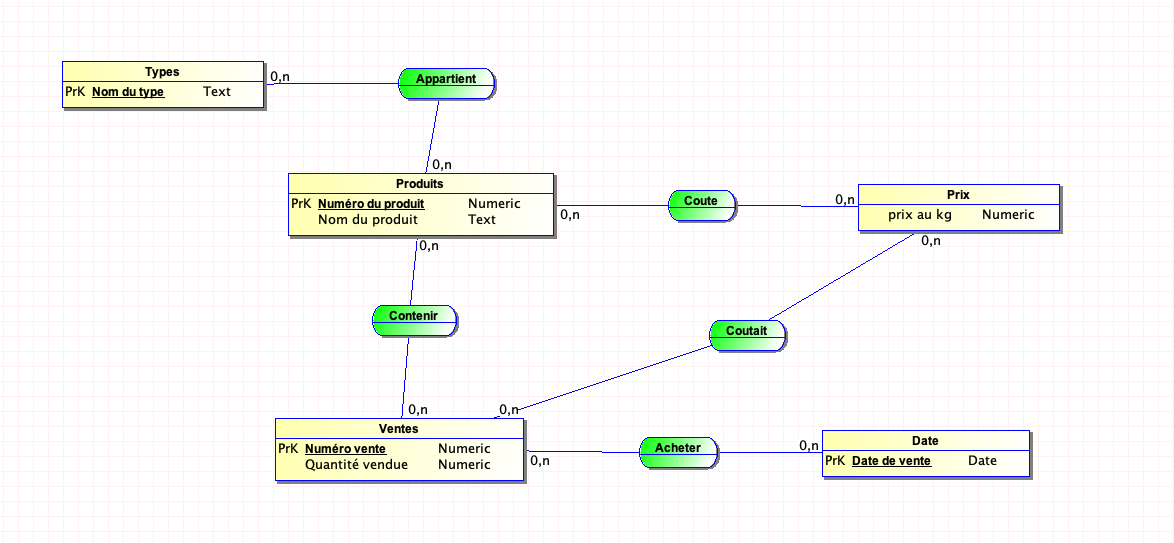 Types
PrK Nom du type Text
0,n
Appartient
0,n
Produits
PrK Numéro du produit Numeric
Nom du produit Text
0,n
Coute
0,n
Prix
prix au kg Numeric
0,n
0,n
Contenir
Coutait
0,n
0,n
Ventes
PrK Numéro vente Numeric
Quantité vendue Numeric
0,n
Acheter
0,n
Date
PrK Date de vente Date